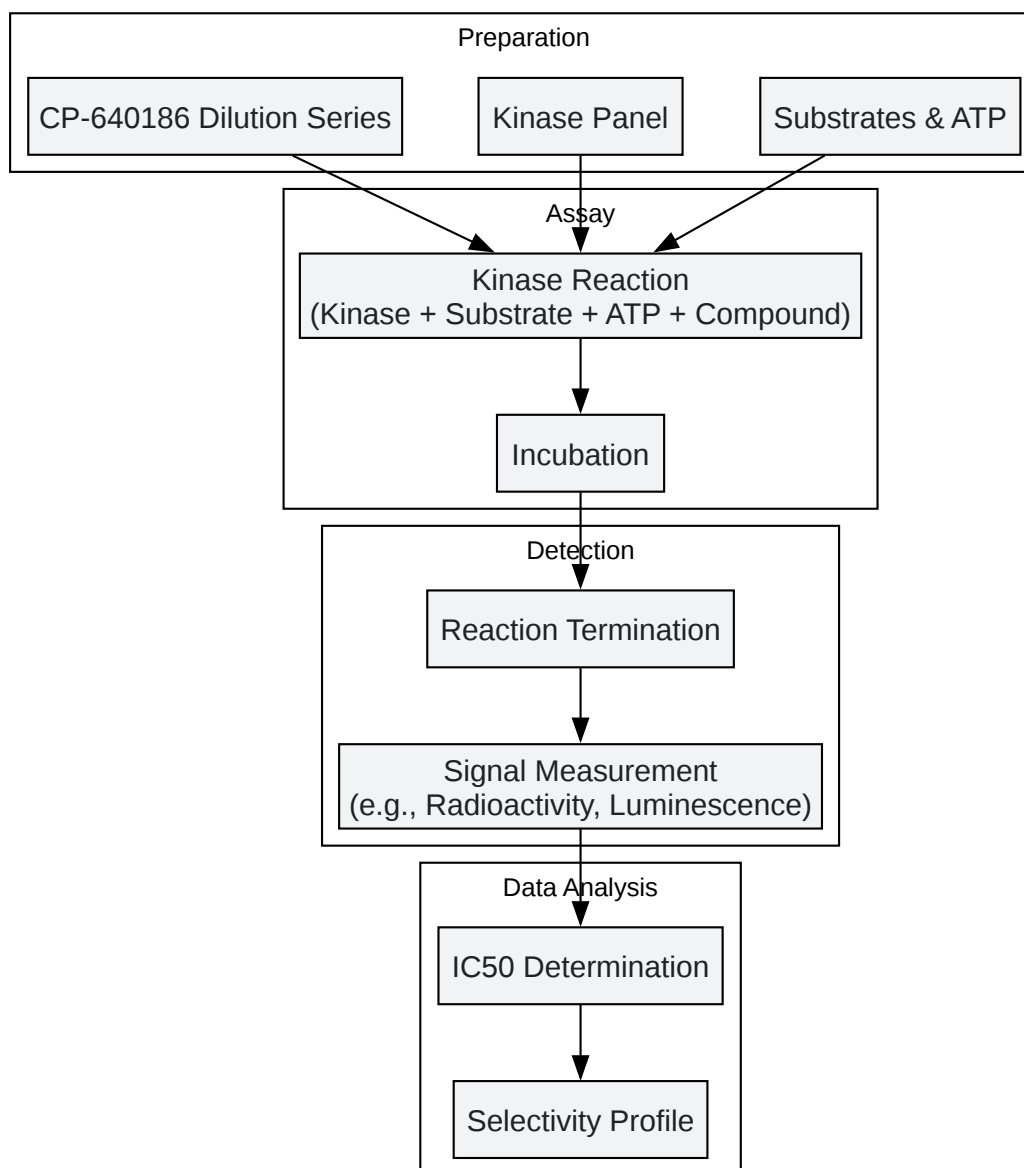 Preparation
CP-640186 Dilution Series
Kinase Panel
Substrates & ATP
Assay
Kinase Reaction
(Kinase + Substrate + ATP + Compound)
Incubation
Detection
Reaction Termination
Signal Measurement
(e.g., Radioactivity, Luminescence)
Data Analysis
IC50 Determination
Selectivity Profile